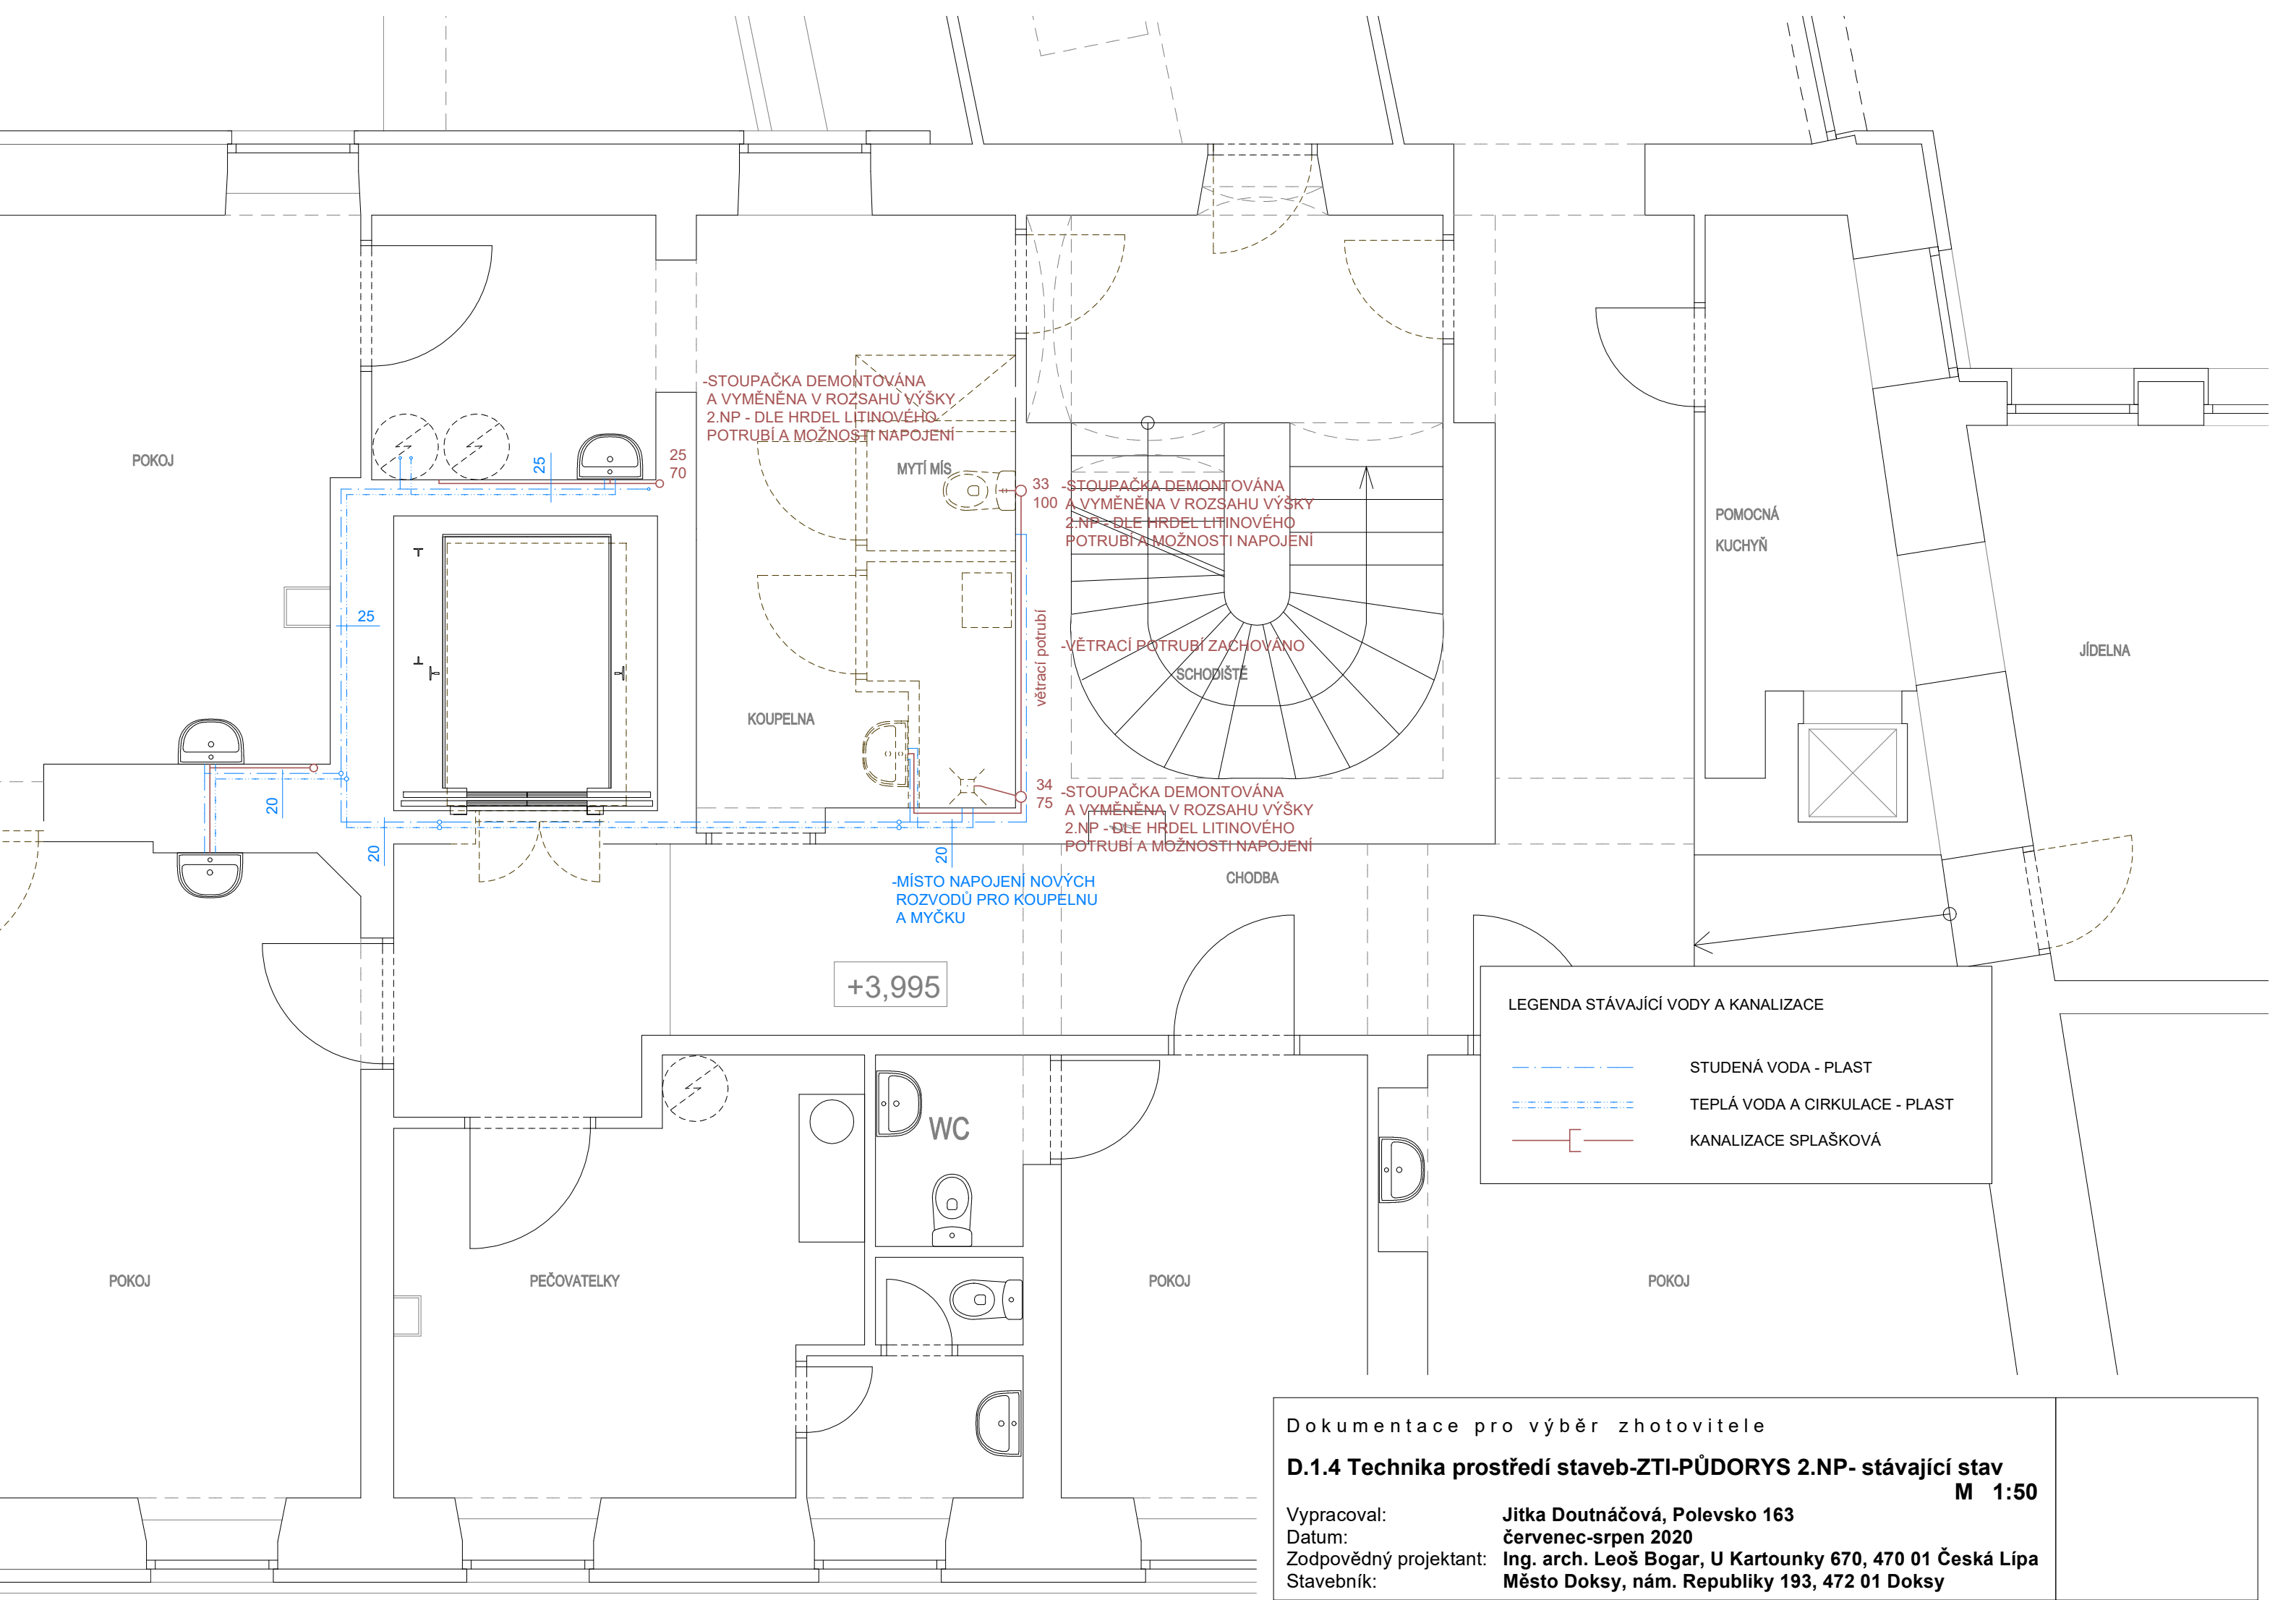 -STOUPAČKA DEMONTOVÁNA
A VYMĚNĚNA V ROZSAHU VÝŠKY
2.NP - DLE HRDEL LITINOVÉHO
POTRUBÍ A MOŽNOSTI NAPOJENÍ
POKOJ
25
25
70
MYTÍ MÍS
33
100
-STOUPAČKA DEMONTOVÁNA
A VYMĚNĚNA V ROZSAHU VÝŠKY
2.NP - DLE HRDEL LITINOVÉHO
POTRUBÍ A MOŽNOSTI NAPOJENÍ
POMOCNÁ
KUCHYŇ
25
větrací potrubí
-VĚTRACÍ POTRUBÍ ZACHOVÁNO
SCHODIŠTĚ
JÍDELNA
KOUPELNA
20
34
75
-STOUPAČKA DEMONTOVÁNA
A VYMĚNĚNA V ROZSAHU VÝŠKY
2.NP - DLE HRDEL LITINOVÉHO
POTRUBÍ A MOŽNOSTI NAPOJENÍ
20
20
-MÍSTO NAPOJENÍ NOVÝCH
ROZVODŮ PRO KOUPELNU
A MYČKU
CHODBA
+3,995
LEGENDA STÁVAJÍCÍ VODY A KANALIZACE
STUDENÁ VODA - PLAST
TEPLÁ VODA A CIRKULACE - PLAST
KANALIZACE SPLAŠKOVÁ
WC
POKOJ
PEČOVATELKY
POKOJ
POKOJ
Dokumentace pro výběr zhotovitele
D.1.4 Technika prostředí staveb-ZTI-PŮDORYS 2.NP- stávající stav
M 1:50
Vypracoval: Jitka Doutnáčová, Polevsko 163
Datum: červenec-srpen 2020
Zodpovědný projektant: Ing. arch. Leoš Bogar, U Kartounky 670, 470 01 Česká Lípa
Stavebník: Město Doksy, nám. Republiky 193, 472 01 Doksy